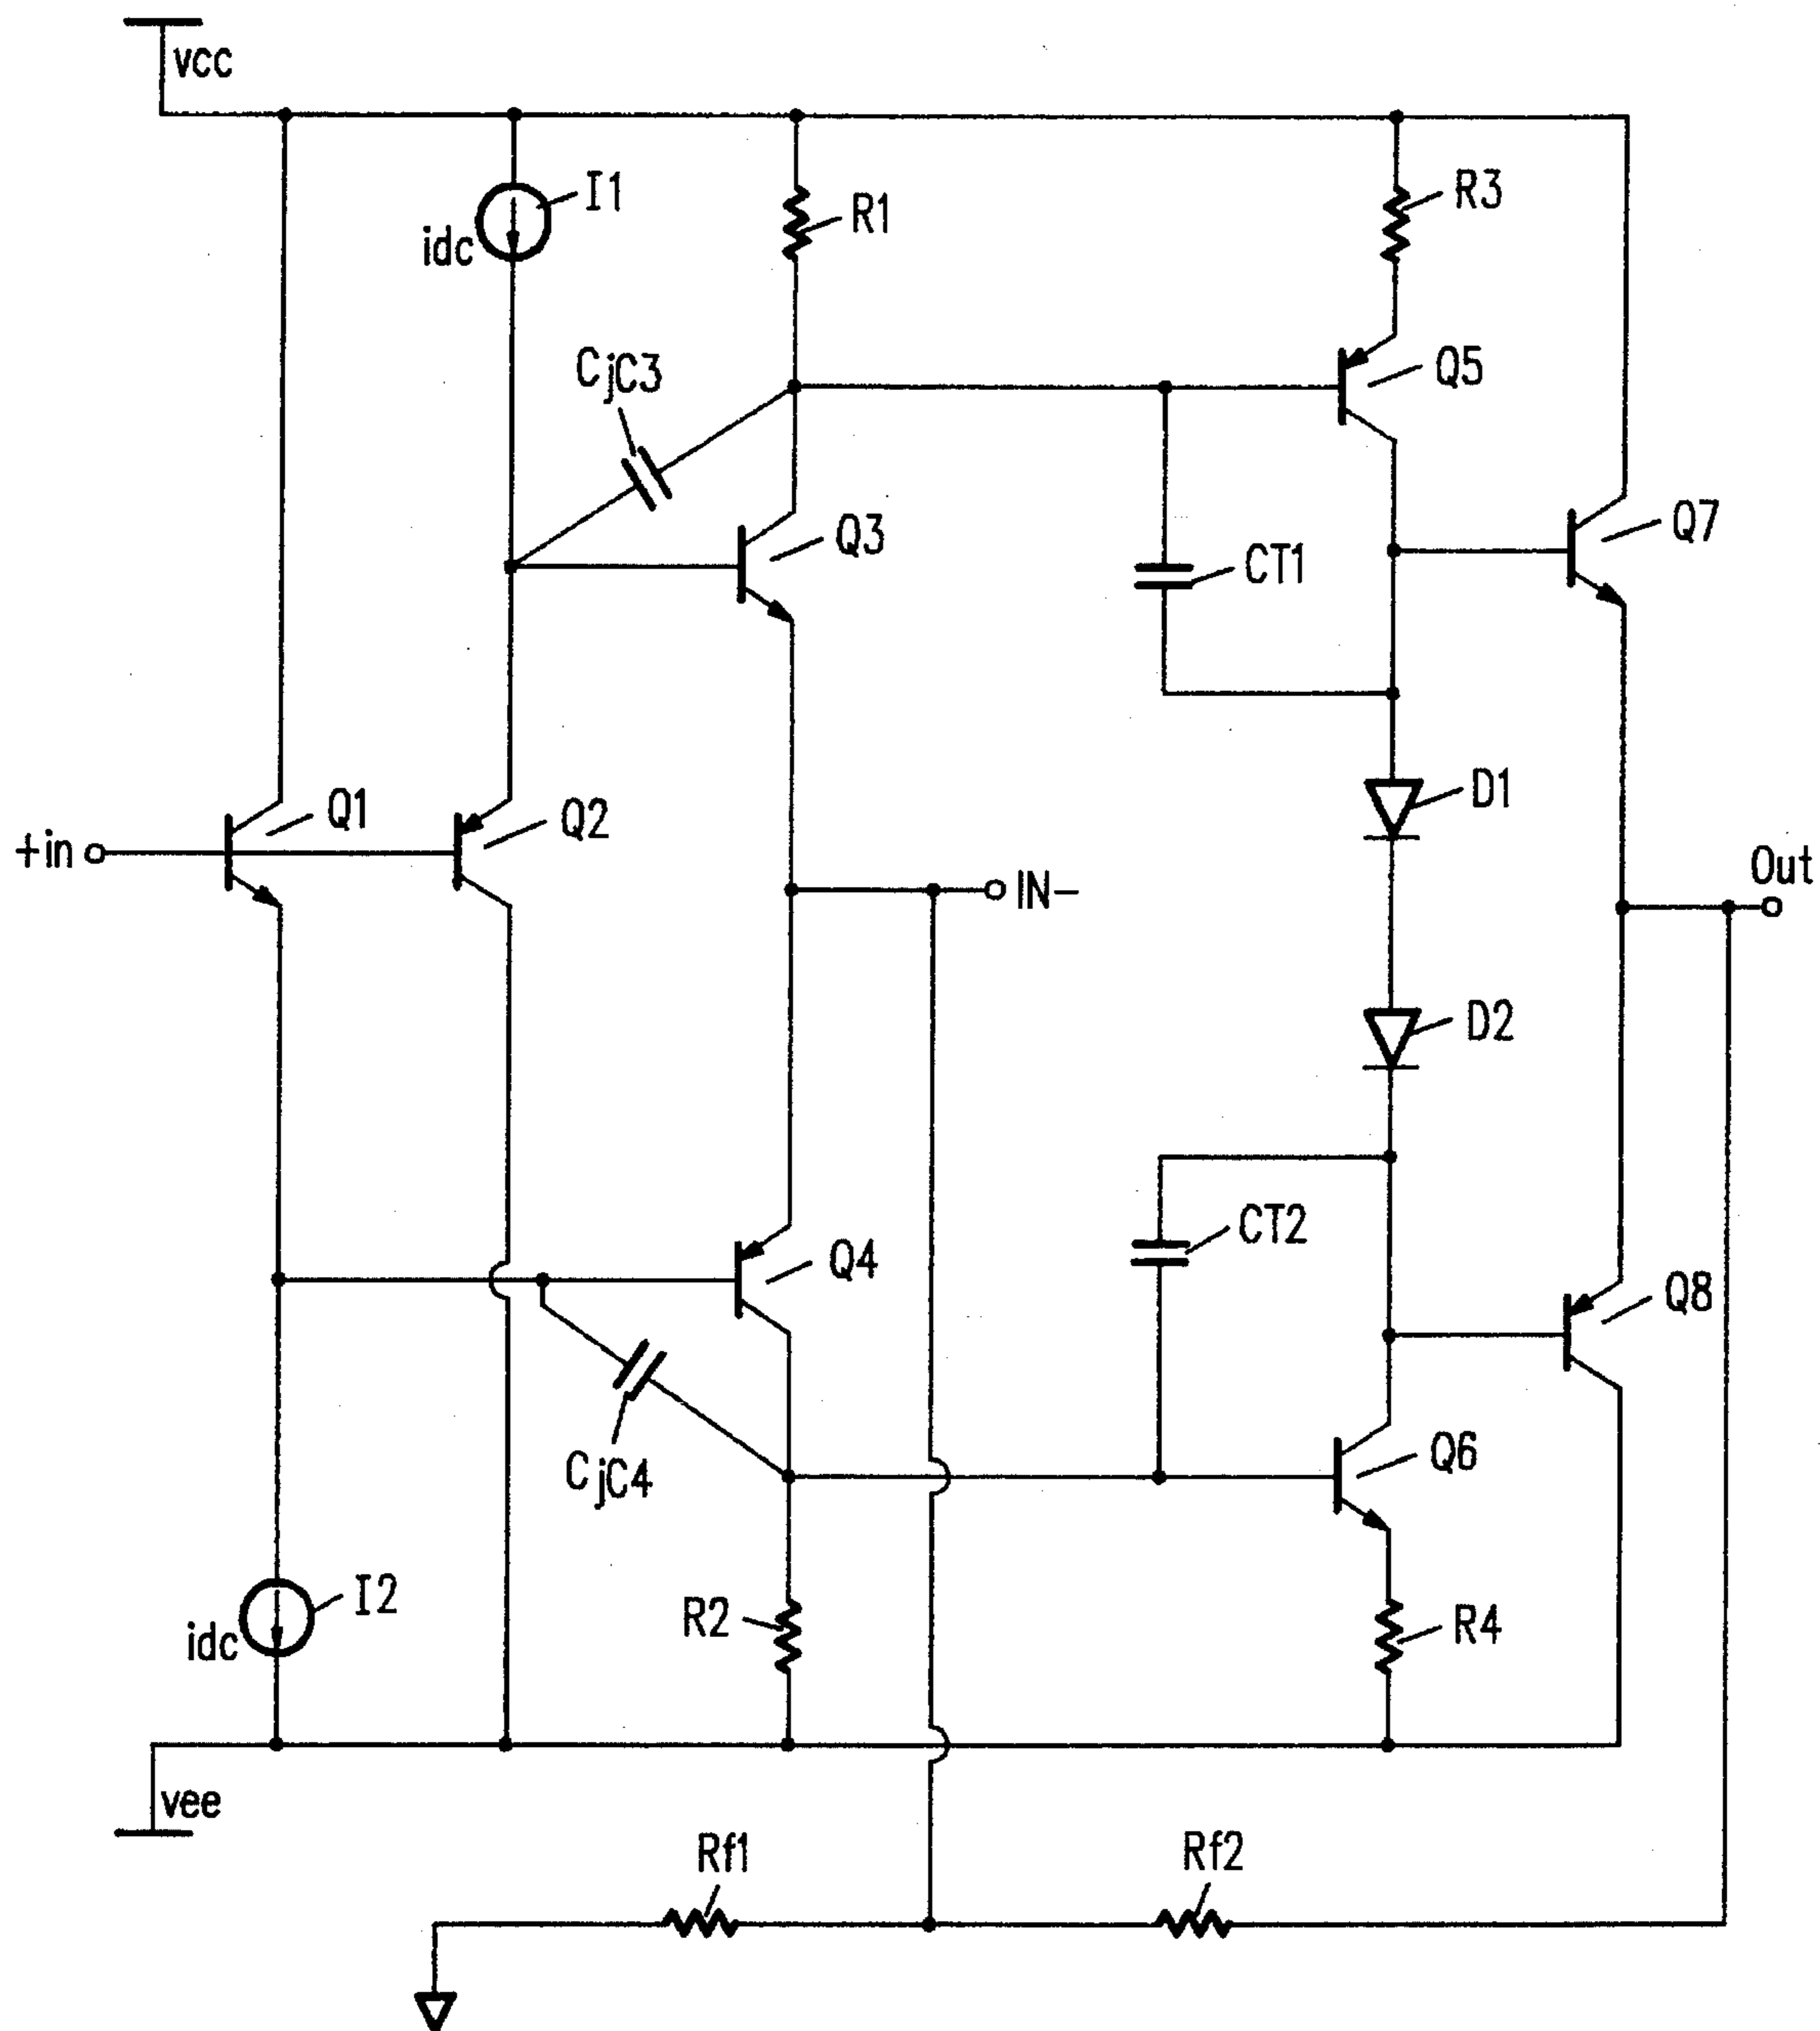 vcc
I1
idc
R1
R3
CjC3
Q5
Q3
Q7
CT1
D1
Q1
Q2
+in
IN-
Out
D2
CT2
Q4
Q8
CjC4
Q6
I2
idc
R2
R4
vee
Rf1
Rf2